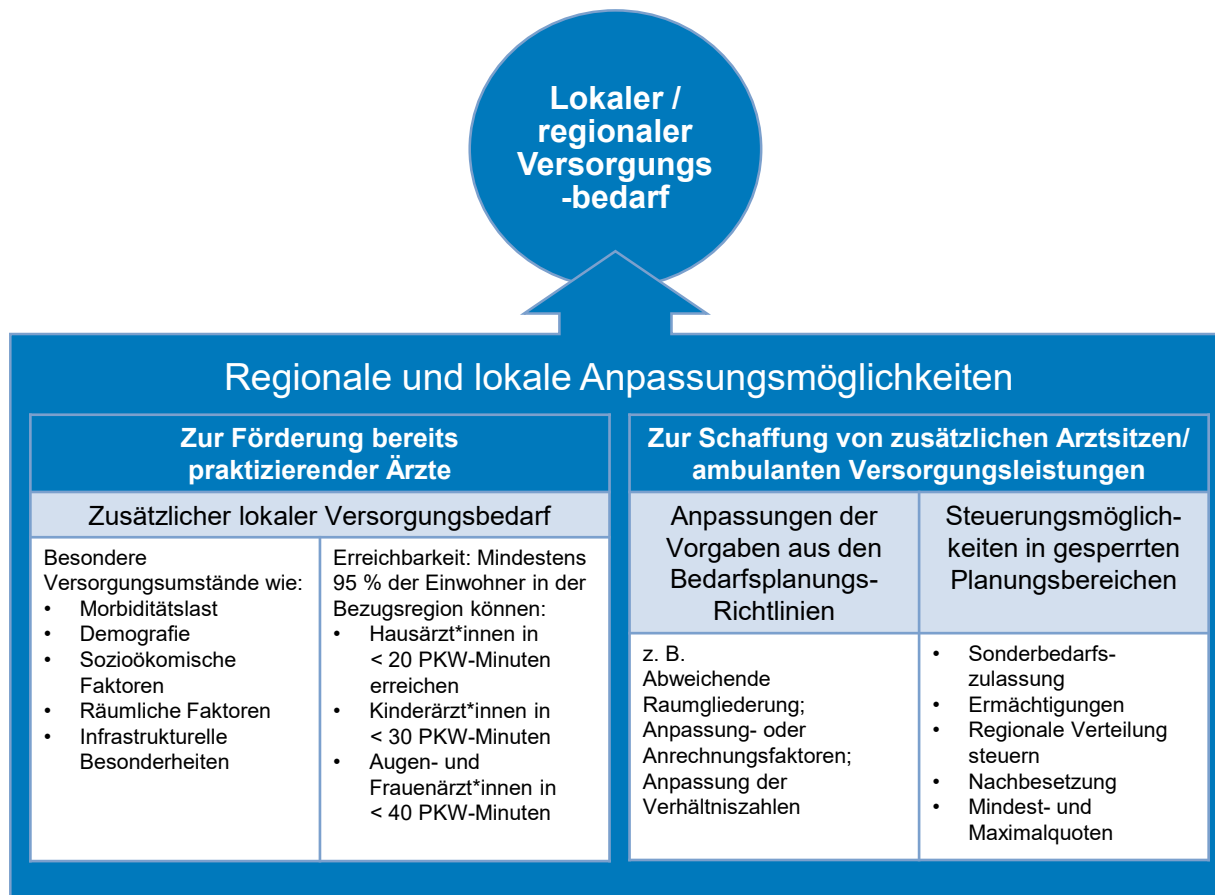 Lokaler /
regionaler
Versorgungs
-bedarf
Regionale und lokale Anpassungsmöglichkeiten
Zur Förderung bereits
praktizierender Ärzte
Zusätzlicher lokaler Versorgungsbedarf
Besondere
Versorgungsumstände wie:
• Morbiditätslast
• Demografie
• Sozioökomische
Faktoren
• Räumliche Faktoren
• Infrastrukturelle
Besonderheiten
Erreichbarkeit: Mindestens
95 % der Einwohner in der
Bezugsregion können:
• Hausärzt*innen in
< 20 PKW-Minuten
erreichen
• Kinderärzt*innen in
< 30 PKW-Minuten
• Augen- und
Frauenärzt*innen in
< 40 PKW-Minuten
Zur Schaffung von zusätzlichen Arztsitzen/
ambulanten Versorgungsleistungen
Anpassungen der
Vorgaben aus den
Bedarfsplanungs-
Richtlinien
z. B.
Abweichende
Raumgliederung;
Anpassung- oder
Anrechnungsfaktoren;
Anpassung der
Verhältniszahlen
Steuerungsmöglich-
keiten in gesperrten
Planungsbereichen
• Sonderbedarfs-
zulassung
• Ermächtigungen
• Regionale Verteilung
steuern
• Nachbesetzung
• Mindest- und
Maximalquoten